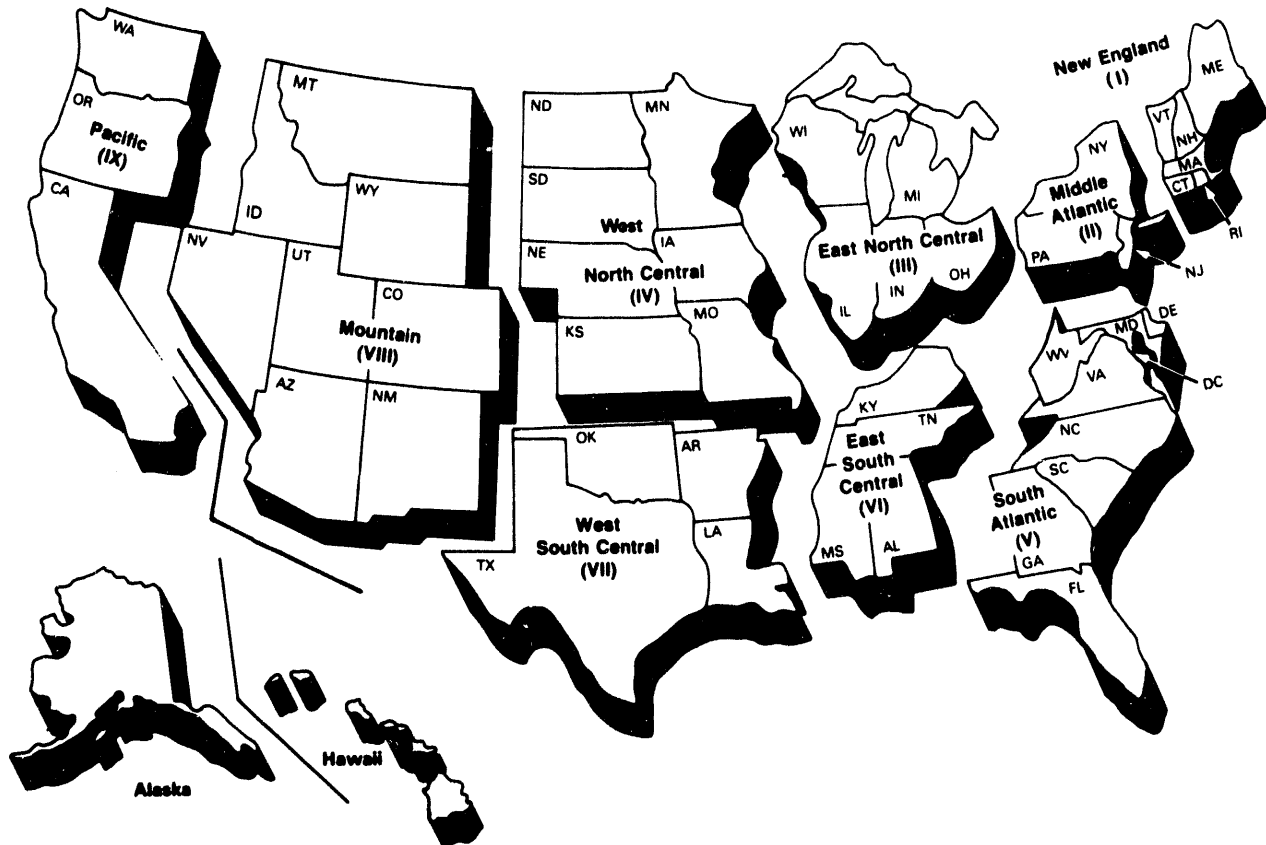 WA
OR
Pacific
(IX)
CA
MT
ID
WY
NV
UT
CO
Mountain
(VIII)
AZ
NM
ND
MN
SD
West
NE
IA
North Central
(IV)
KS
MO
WI
MI
East North Central
(III)
IL
IN
OH
New England
(I)
ME
VT
NH
MA
CT
RI
NY
Middle
Atlantic
(II)
PA
NJ
OK
AR
West
South Central
(VII)
TX
LA
KY
TN
East
South
Central
(VI)
MS
AL
DE
MD
WV
VA
DC
NC
SC
South
Atlantic
(V)
GA
FL
Alaska
Hawaii